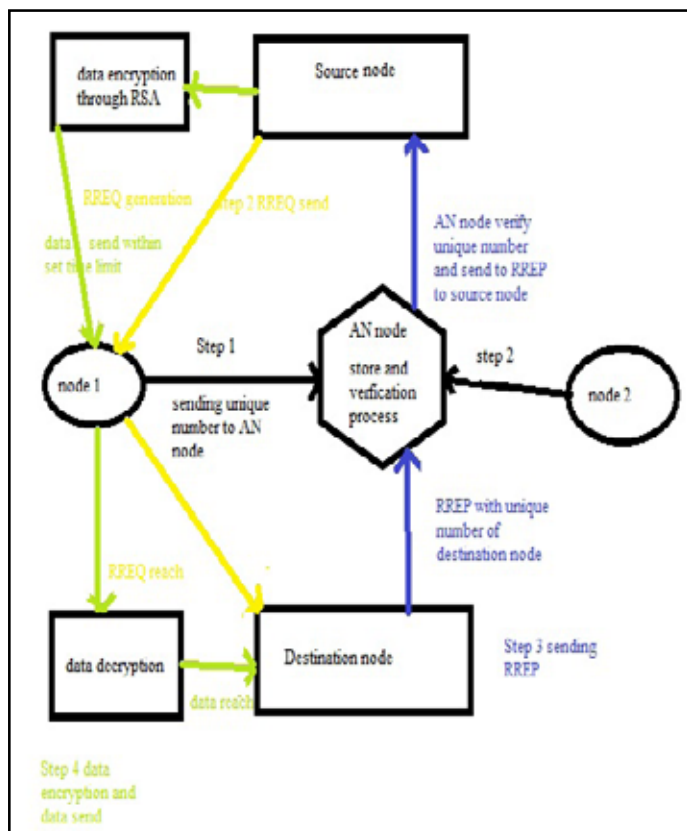 data encryption
through RSA
Source node
RREQ generation
Step 2 RREQ send
data send within
set time limit
AN node verify
unique number
and send to RREP
to source node
Step 1
AN node
store and
verfication
process
step 2
node 1
node 2
sending unique
number to AN
node
RREP with unique
number of
destination node
RREQ reach
data decryption
Destination node
data reach
Step 3 sending
RREP
Step 4 data
encryption and
data send